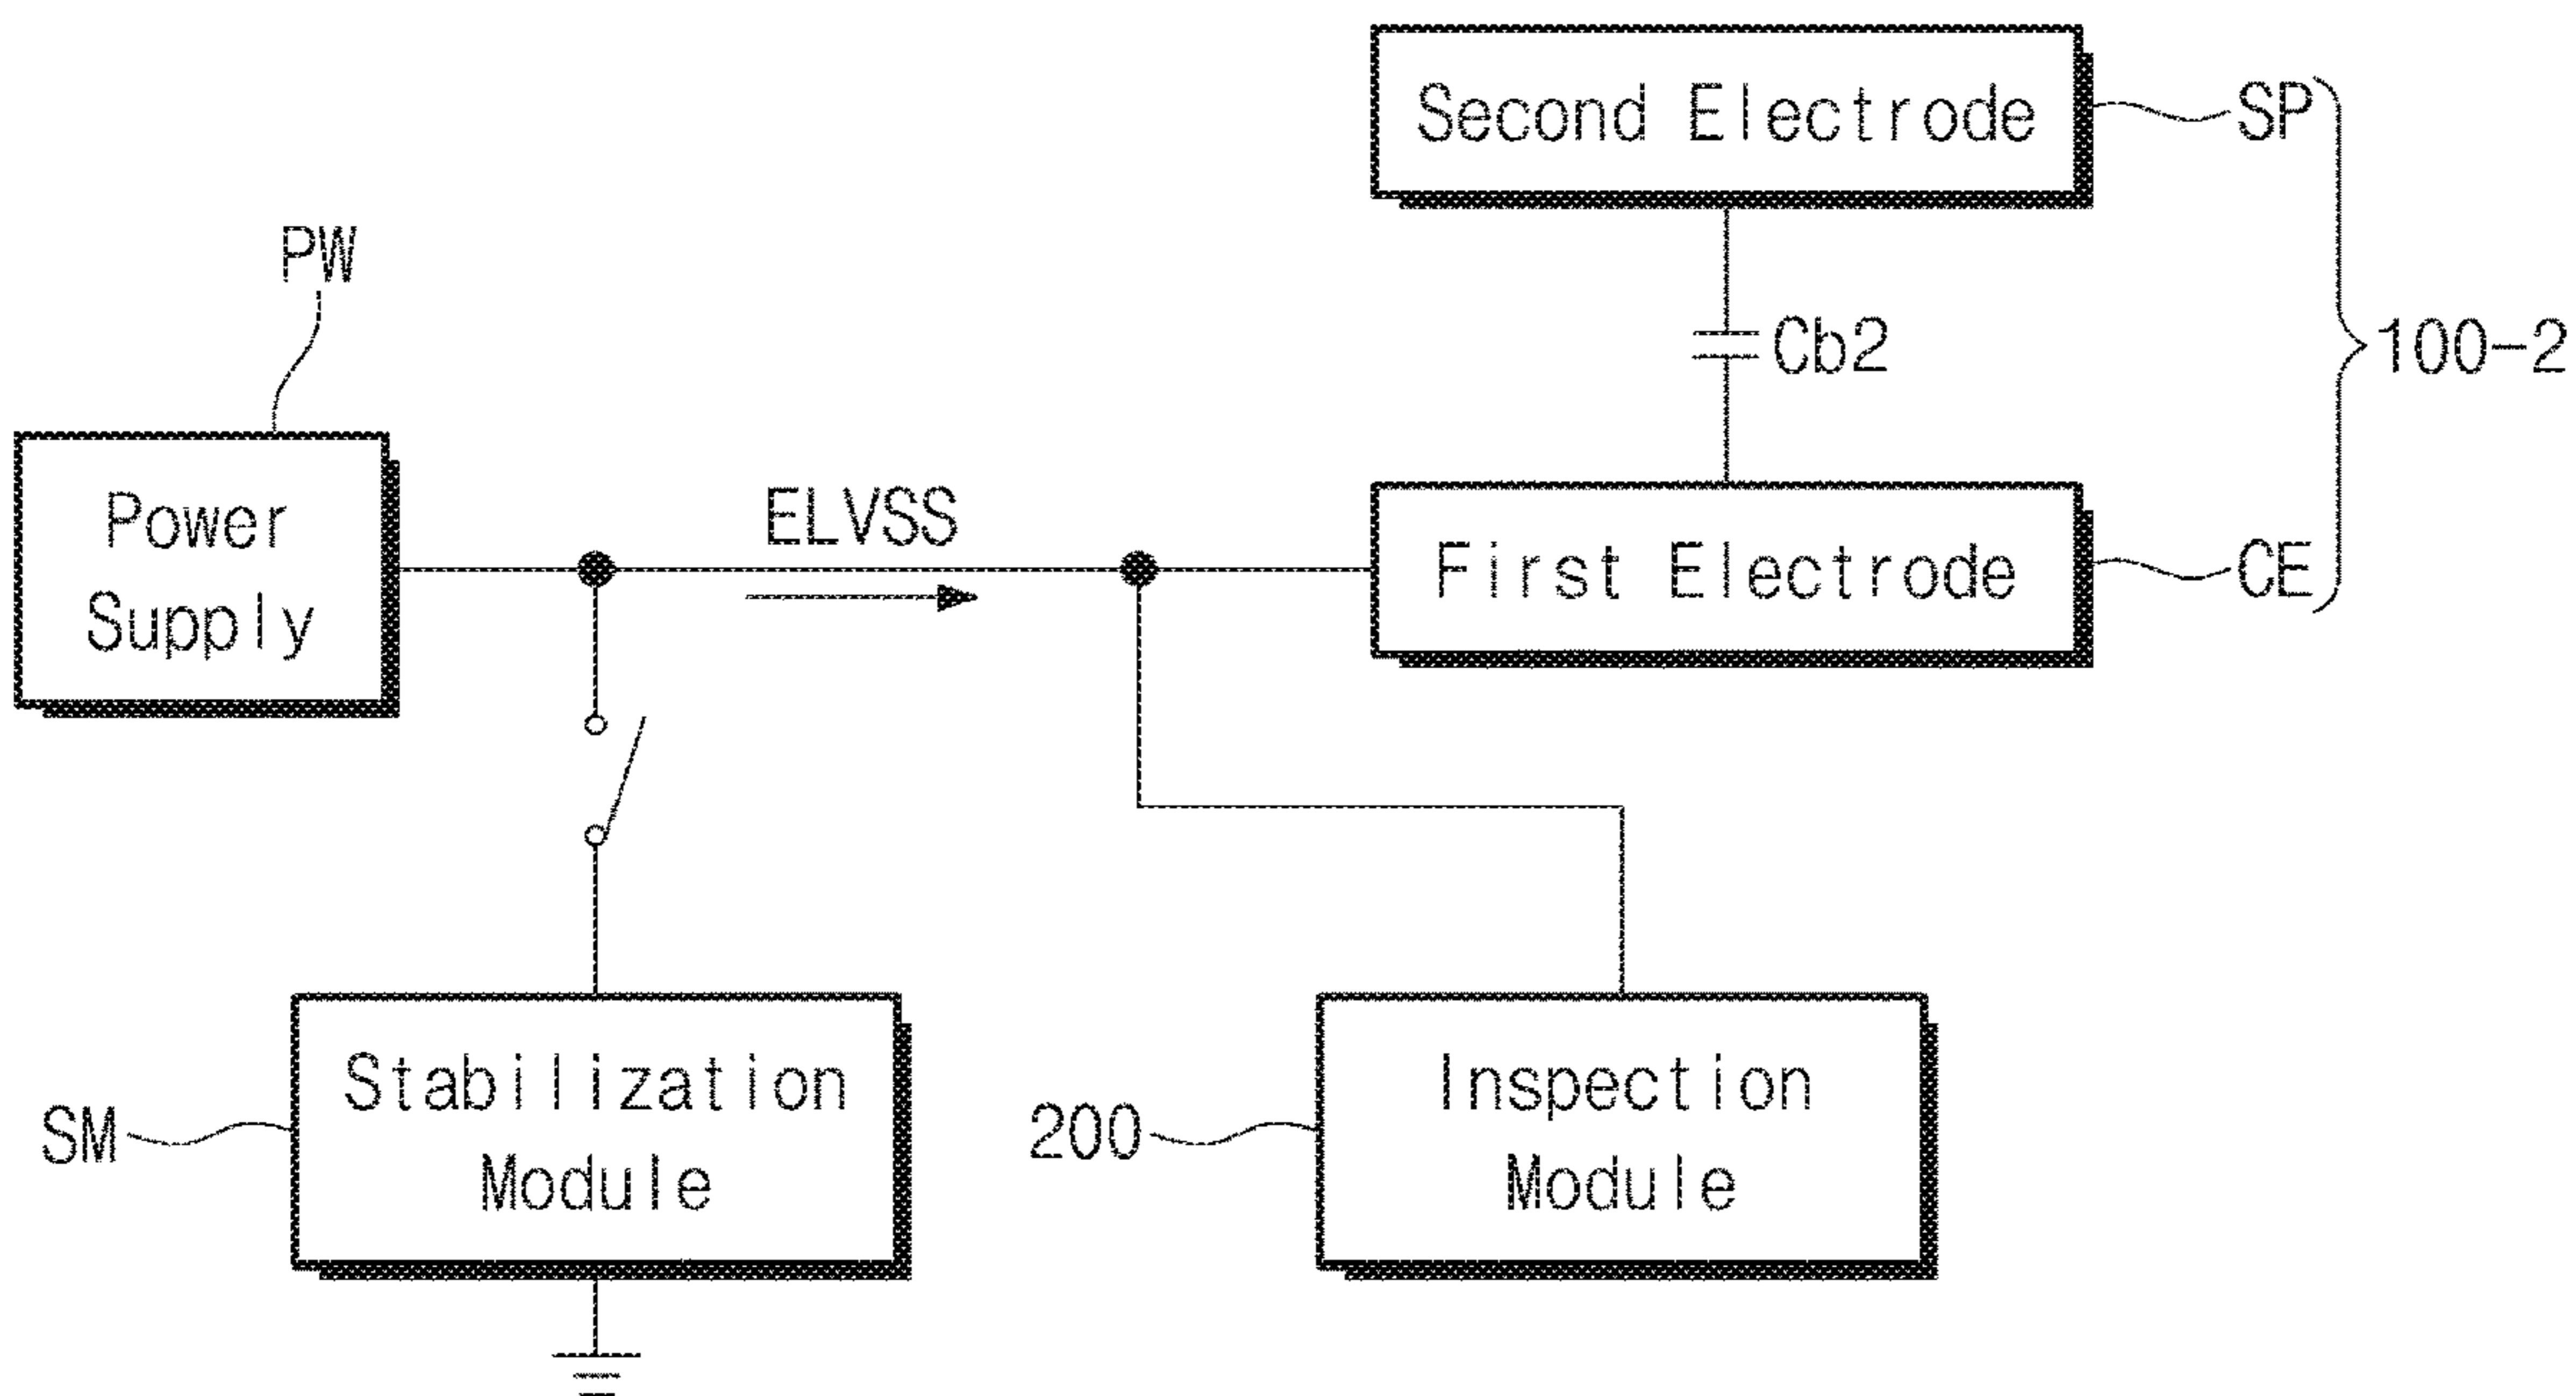 Second Electrode
SP
PW
Cb2
100-2
Power
Supply
ELVSS
First Electrode
CE
Stabilization
Module
SM
Inspection
Module
200